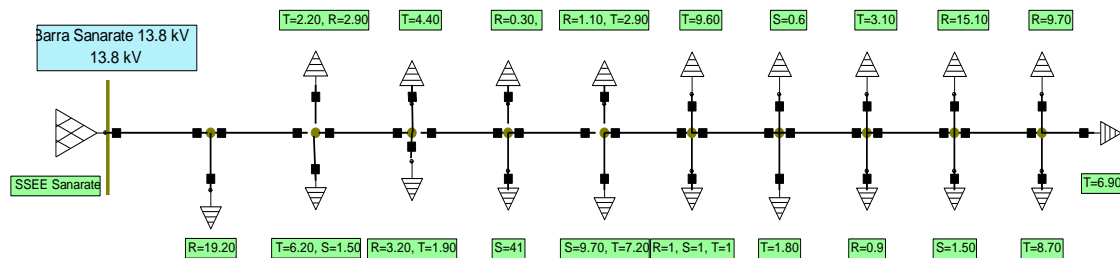 Barra Sanarate 13.8 kV
13.8 kV
T=2.20, R=2.90
T=4.40
R=0.30,
R=1.10, T=2.90
T=9.60
S=0.6
T=3.10
R=15.10
R=9.70
SSEE Sanarate
T=6.90
R=19.20
T=6.20, S=1.50
R=3.20, T=1.90
S=41
S=9.70, T=7.20
R=1, S=1, T=1
T=1.80
R=0.9
S=1.50
T=8.70